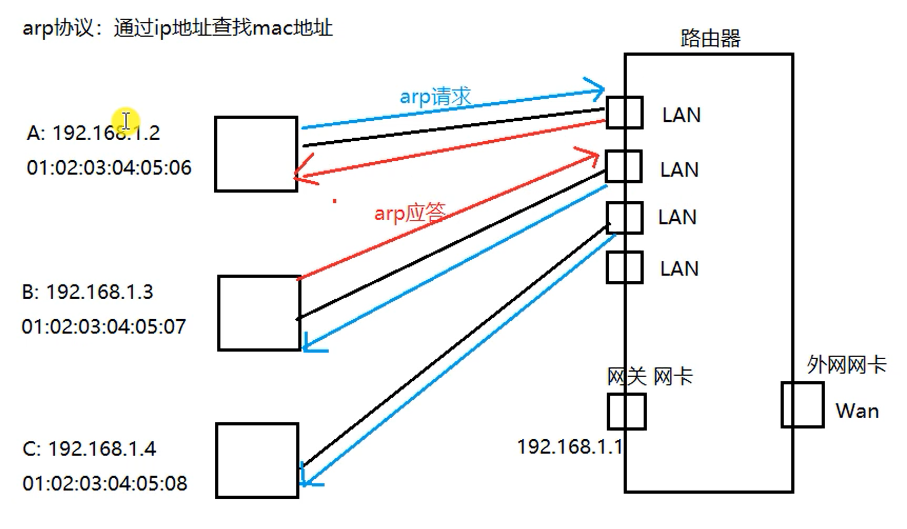 arp协议：通过ip地址查找mac地址
路由器
arp请求
A: 192.168.1.2
01:02:03:04:05:06
LAN
LAN
arp应答
LAN
LAN
B: 192.168.1.3
01:02:03:04:05:07
网关 网卡
外网网卡
Wan
192.168.1.1
C: 192.168.1.4
01:02:03:04:05:08